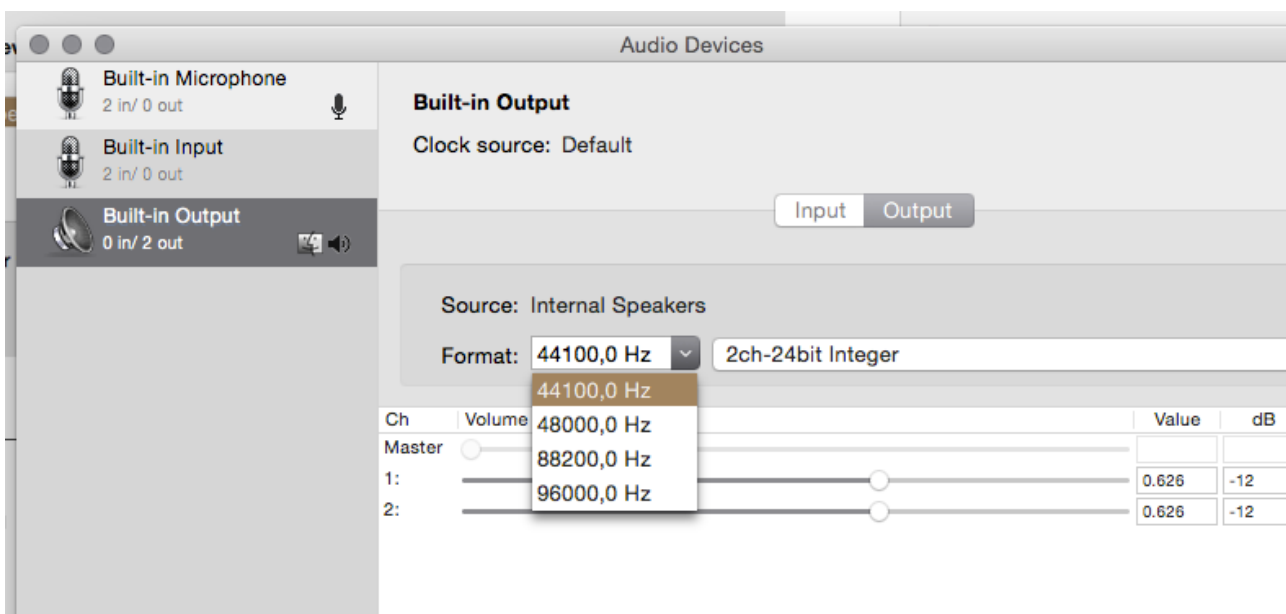 Audio Devices
Built-in Microphone
2 in/ 0 out
Built-in Input
2 in/ 0 out
Built-in Output
0 in/ 2 out
Built-in Output
Clock source: Default
Input Output
Source: Internal Speakers
Format: 44100,0 Hz 2ch-24bit Integer
44100,0 Hz
48000,0 Hz
88200,0 Hz
96000,0 Hz
Ch Volume Value dB
Master
1: 0.626 -12
2: 0.626 -12